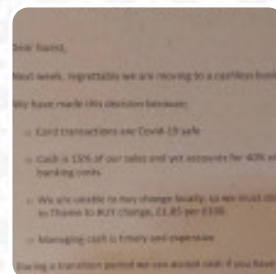 Dear Guest,
Next week, regrettably we are moving to a cashless
We have made this decision because:
Card transactions are Covid-19 safe
Cash is 15% of our sales and yet accounts for 40%
banking costs.
We are unable to buy change locally, so we must
to Thame to BUY change, £1.85 per £100
Managing cash is timely and expensive
During a transition period we can accept cash if you have